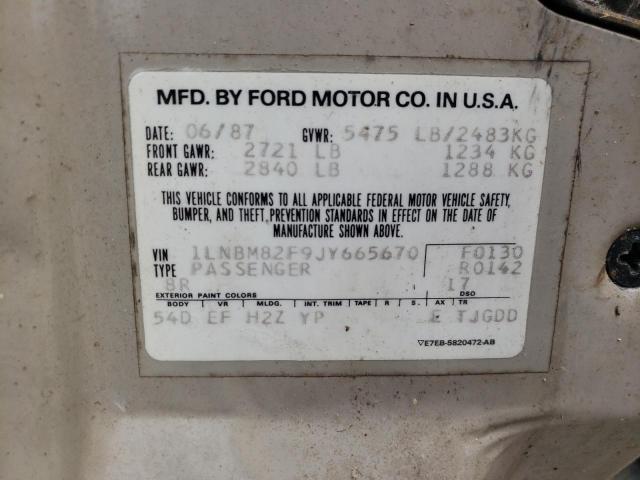 MFD. BY FORD MOTOR CO. IN U.S.A.
DATE: 06/87 GVWR: 5475 LB/2483KG
FRONT GAWR: 2721 LB 1234 KG
REAR GAWR: 2840 LB 1288 KG
THIS VEHICLE CONFORMS TO ALL APPLICABLE FEDERAL MOTOR VEHICLE SAFETY,
BUMPER, AND THEFT PREVENTION STANDARDS IN EFFECT ON THE DATE OF
MANUFACTURE SHOWN ABOVE.
VIN 1LNBM82F9JY665670 F0130
TYPE PASSENGER R0142
8R 17
EXTERIOR PAINT COLORS DSO
BODY VR MLDG. INT. TRIM TAPE R S. AX TR
54D EF H2Z YP E TJGDD
▽E7EB-5820472-AB